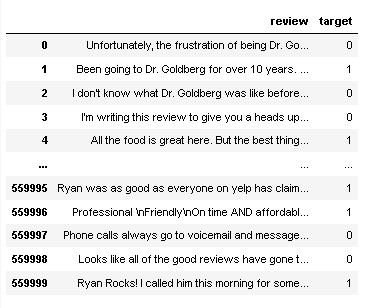 review target
0 Unfortunately, the frustration of being Dr. Go... 0
1 Been going to Dr. Goldberg for over 10 years. ... 1
2 I don't know what Dr. Goldberg was like before... 0
3 I'm writing this review to give you a heads up... 0
4 All the food is great here. But the best thing... 1
... ... ...
559995 Ryan was as good as everyone on yelp has claim... 1
559996 Professional \nFriendly\nOn time AND affordabl... 1
559997 Phone calls always go to voicemail and message... 0
559998 Looks like all of the good reviews have gone t... 0
559999 Ryan Rocks! I called him this morning for some... 1